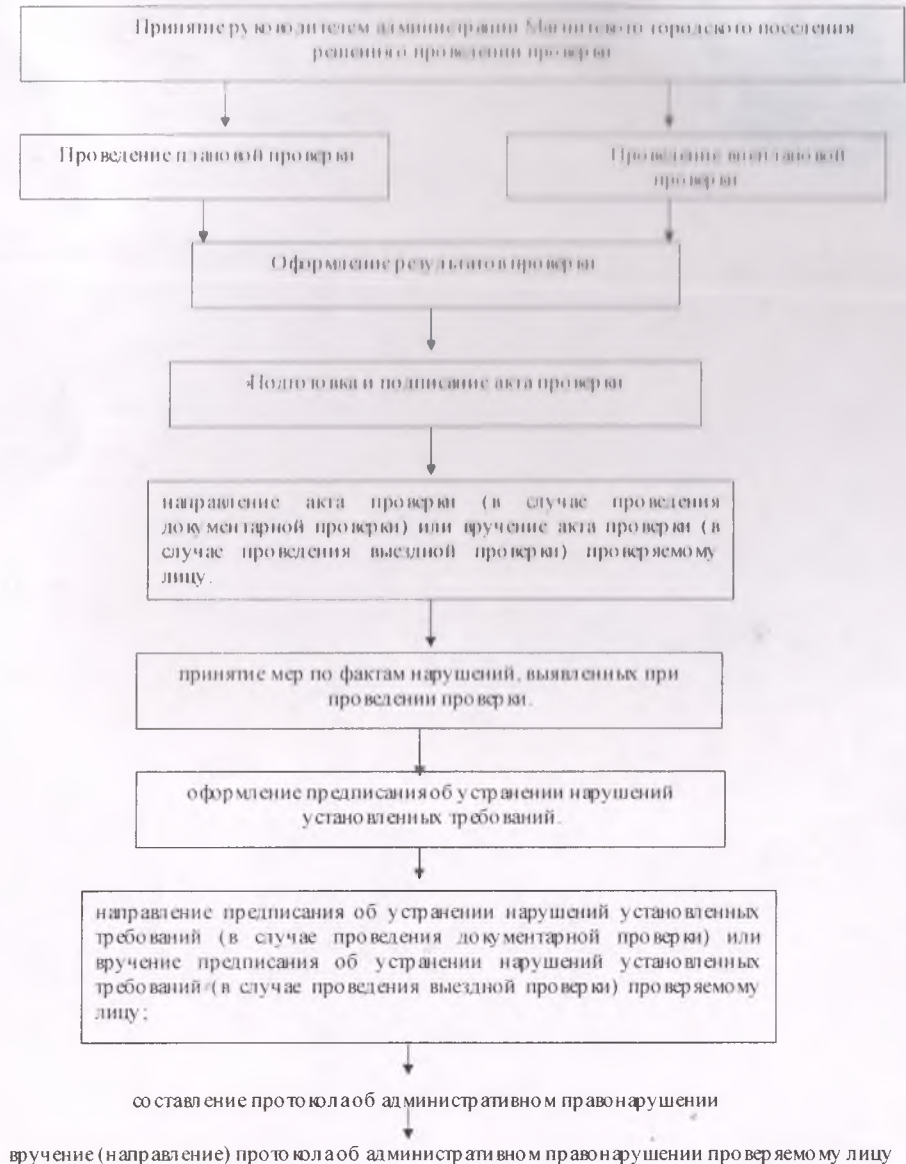 Принятие руководителем администрации Магнитского городского поселения
решения о проведении проверки
Проведение плановой проверки
Проведение внеплановой
проверки
Оформление результатов проверки
Подготовка и подписание акта проверки
направление акта проверки (в случае проведения
документарной проверки) или вручение акта проверки (в
случае проведения выездной проверки) проверяемому
лицу.
принятие мер по фактам нарушений, выявленных при
проведении проверки.
оформление предписания об устранении нарушений
установленных требований.
направление предписания об устранении нарушений установленных
требований (в случае проведения документарной проверки) или
вручение предписания об устранении нарушений установленных
требований (в случае проведения выездной проверки) проверяемому
лицу;
составление протокола об административном правонарушении
вручение (направление) протокола об административном правонарушении проверяемому лицу